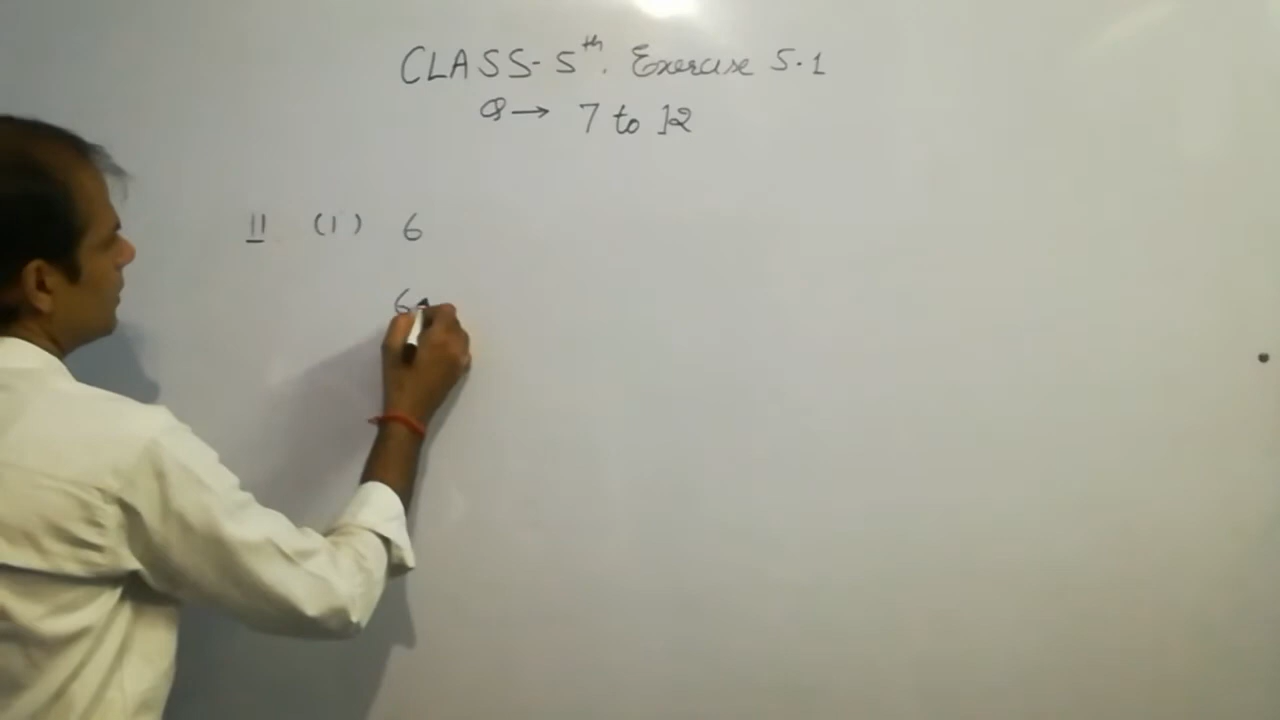 CLASS- 5th. Exercise 5.1
Q → 7 to 12
11 (1) 6
6